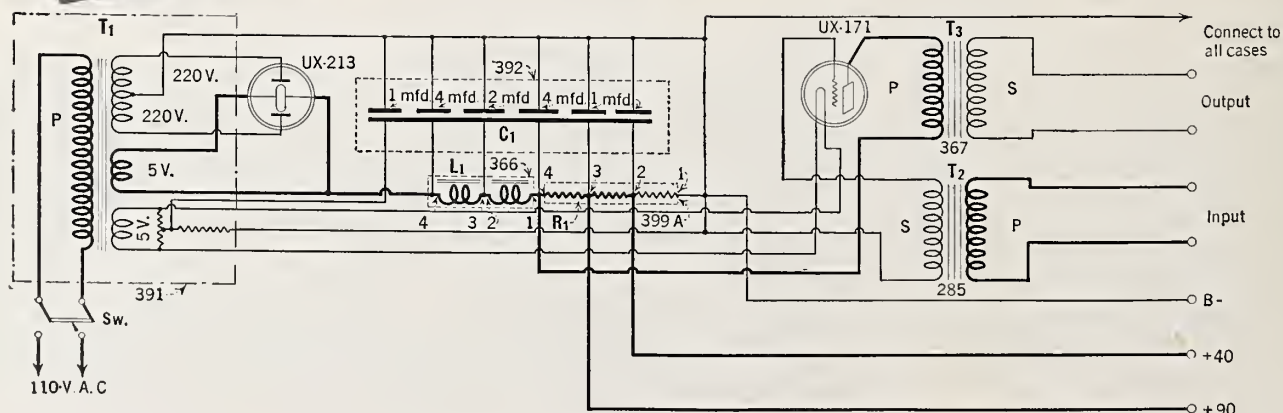 T1
220 V.
220 V.
P
5 V.
5 V.
391
Sw.
110-V. A. C
UX-213
392
1 mfd.
4 mfd.
2 mfd.
4 mfd.
1 mfd.
C1
L1
366
4
3
2
1
4
3
2
1
R1
399 A
UX-171
T3
P
S
367
T2
S
P
285
Connect to
all cases
Output
Input
B-
+40
+90